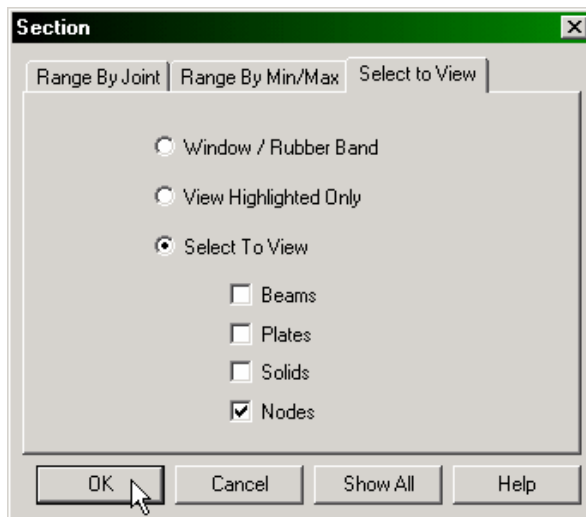 Section
Range By Joint Range By Min/Max Select to View
Window / Rubber Band
View Highlighted Only
Select To View
Beams
Plates
Solids
Nodes
OK Cancel Show All Help